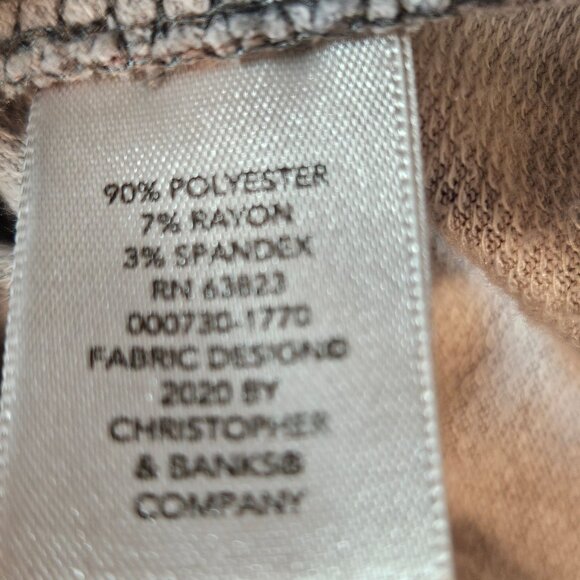 90% POLYESTER
7% RAYON
3% SPANDEX
RN 63823
000730-1770
FABRIC DESIGN©
2020 BY
CHRISTOPHER
& BANKS®
COMPANY